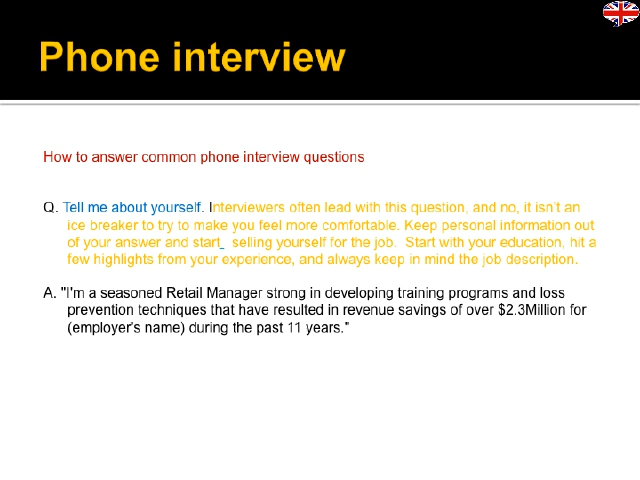 Phone interview
How to answer common phone interview questions
Q. Tell me about yourself. Interviewers often lead with this question, and no, it isn't an
ice breaker to try to make you feel more comfortable. Keep personal information out
of your answer and start  selling yourself for the job.  Start with your education, hit a
few highlights from your experience, and always keep in mind the job description.
A. "I'm a seasoned Retail Manager strong in developing training programs and loss
prevention techniques that have resulted in revenue savings of over $2.3Million for
(employer's name) during the past 11 years."